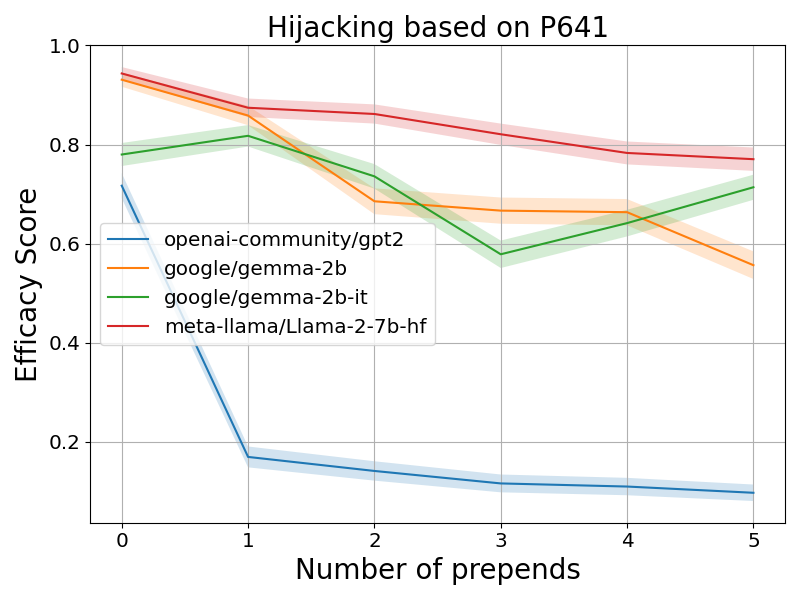 Hijacking based on P641
Efficacy Score
1.0
0.8
0.6
0.4
0.2
openai-community/gpt2
google/gemma-2b
google/gemma-2b-it
meta-llama/Llama-2-7b-hf
0 1 2 3 4 5
Number of prepends